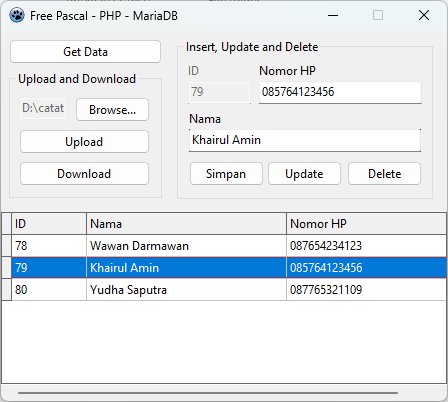 Free Pascal - PHP - MariaDB
Get Data
Upload and Download
D:\catat
Browse...
Upload
Download
Insert, Update and Delete
ID Nomor HP
79 085764123456
Nama
Khairul Amin
Simpan Update Delete
ID Nama Nomor HP
78 Wawan Darmawan 087654234123
79 Khairul Amin 085764123456
80 Yudha Saputra 087765321109